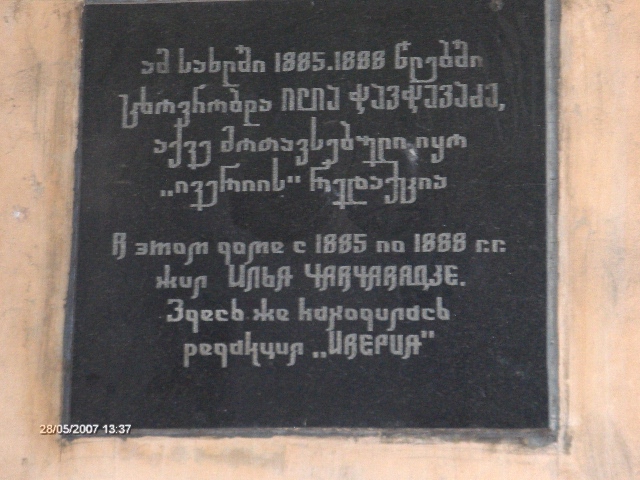 ამ სახლში 1885.1888 წლებში
ცხოვრობდა ილია ჭავჭავაძე,
აქვე მოთავსებული იყო
„ივერიის" რედაქცია
В этом доме с 1885 по 1888 г.г.
жил ИЛЬЯ ЧАВЧАВАДЗЕ.
Здесь же находилась
редакция „ИВЕРИЯ"
28/05/2007 13:37